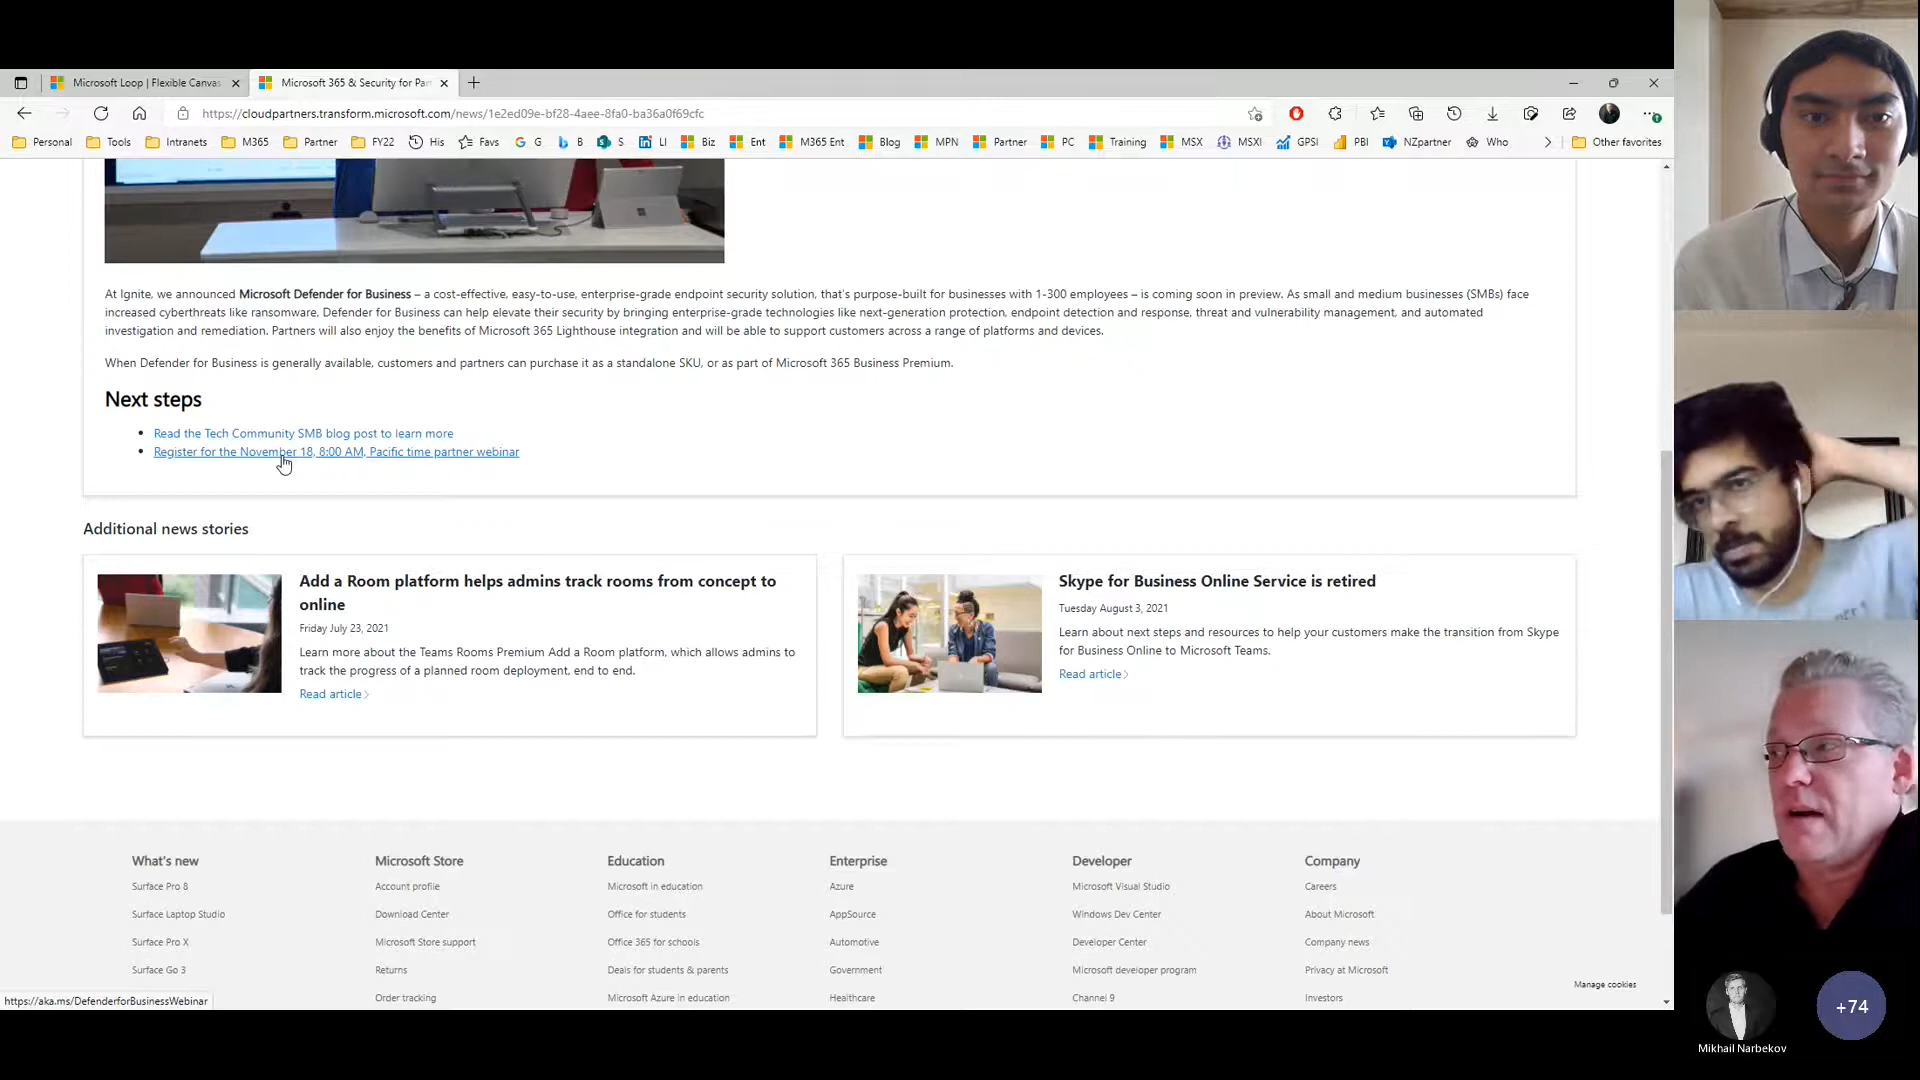 Microsoft Loop | Flexible Canvas
Microsoft 365 & Security for Par
https://cloudpartners.transform.microsoft.com/news/1e2ed09e-bf28-4aee-8fa0-ba36a0f69cfc
Personal Tools Intranets M365 Partner FY22 His Favs G B S LI Biz Ent M365 Ent Blog MPN Partner PC Training MSX MSXI GPSI PBI NZpartner Who Other favorites
At Ignite, we announced Microsoft Defender for Business – a cost-effective, easy-to-use, enterprise-grade endpoint security solution, that's purpose-built for businesses with 1-300 employees – is coming soon in preview. As small and medium businesses (SMBs) face
increased cyberthreats like ransomware, Defender for Business can help elevate their security by bringing enterprise-grade technologies like next-generation protection, endpoint detection and response, threat and vulnerability management, and automated
investigation and remediation. Partners will also enjoy the benefits of Microsoft 365 Lighthouse integration and will be able to support customers across a range of platforms and devices.
When Defender for Business is generally available, customers and partners can purchase it as a standalone SKU, or as part of Microsoft 365 Business Premium.
Next steps
• Read the Tech Community SMB blog post to learn more
• Register for the November 18, 8:00 AM, Pacific time partner webinar
Additional news stories
Add a Room platform helps admins track rooms from concept to
online
Friday July 23, 2021
Learn more about the Teams Rooms Premium Add a Room platform, which allows admins to
track the progress of a planned room deployment, end to end.
Read article
Skype for Business Online Service is retired
Tuesday August 3, 2021
Learn about next steps and resources to help your customers make the transition from Skype
for Business Online to Microsoft Teams.
Read article
What's new
Surface Pro 8
Surface Laptop Studio
Surface Pro X
Surface Go 3
Microsoft Store
Account profile
Download Center
Microsoft Store support
Returns
Order tracking
Education
Microsoft in education
Office for students
Office 365 for schools
Deals for students & parents
Microsoft Azure in education
Enterprise
Azure
AppSource
Automotive
Government
Healthcare
Developer
Microsoft Visual Studio
Windows Dev Center
Developer Center
Microsoft developer program
Channel 9
Company
Careers
About Microsoft
Company news
Privacy at Microsoft
Investors
Manage cookies
https://aka.ms/DefenderforBusinessWebinar
+74
Mikhail Narbekov